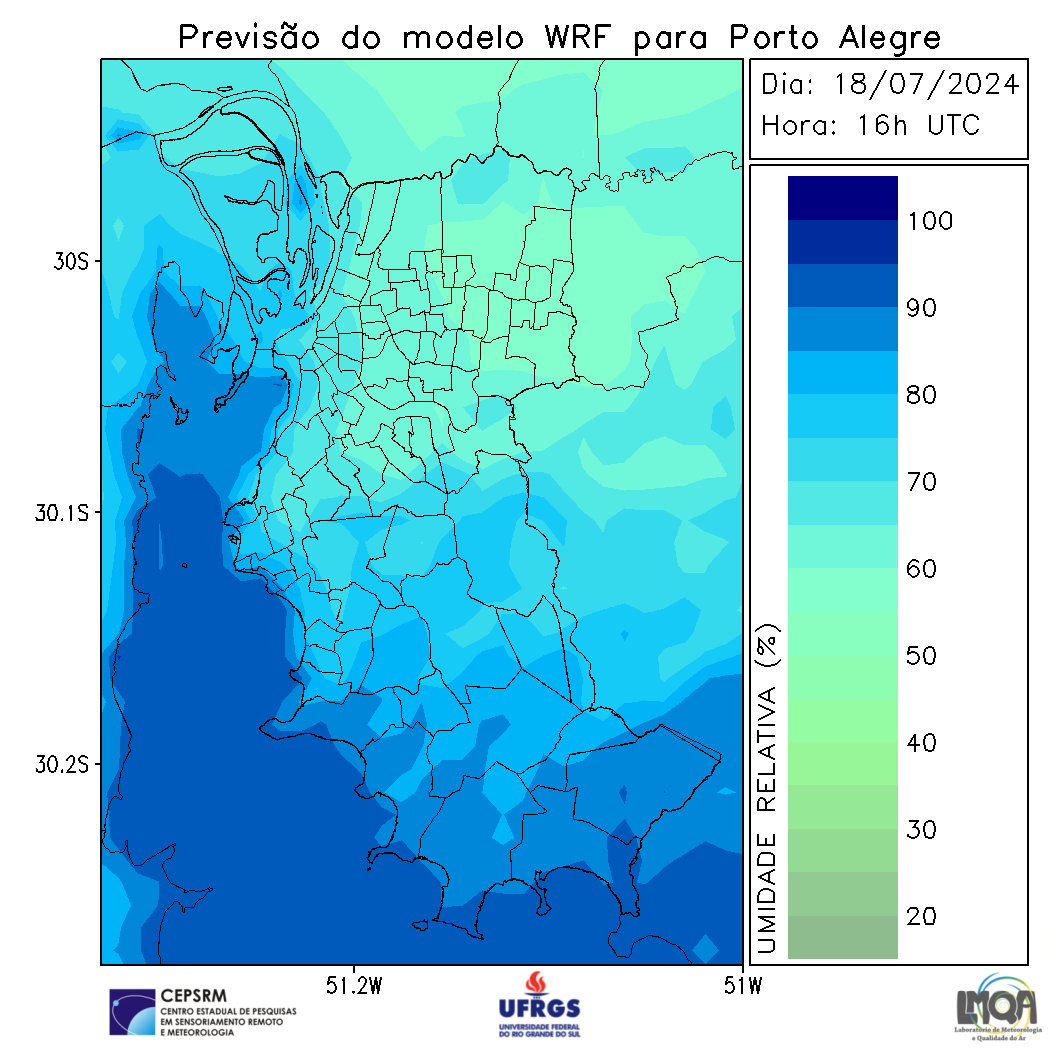 Previsão do modelo WRF para Porto Alegre
Dia: 18/07/2024
Hora: 16h UTC
30S
30.1S
30.2S
51.2W
51W
UMIDADE RELATIVA (%)
100
90
80
70
60
50
40
30
20
CEPSRM
CENTRO ESTADUAL DE PESQUISAS
EM SENSORIAMENTO REMOTO
E METEOROLOGIA
UFRGS
UNIVERSIDADE FEDERAL
DO RIO GRANDE DO SUL
LMQA
Laboratório de Meteorologia
e Qualidade do Ar